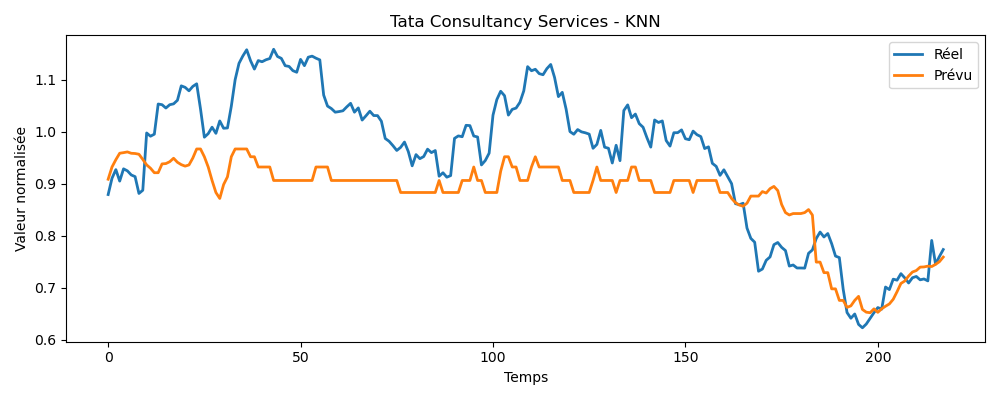 Tata Consultancy Services - KNN
Réel
Prévu
Valeur normalisée
1.1
1.0
0.9
0.8
0.7
0.6
0 50 100 150 200
Temps